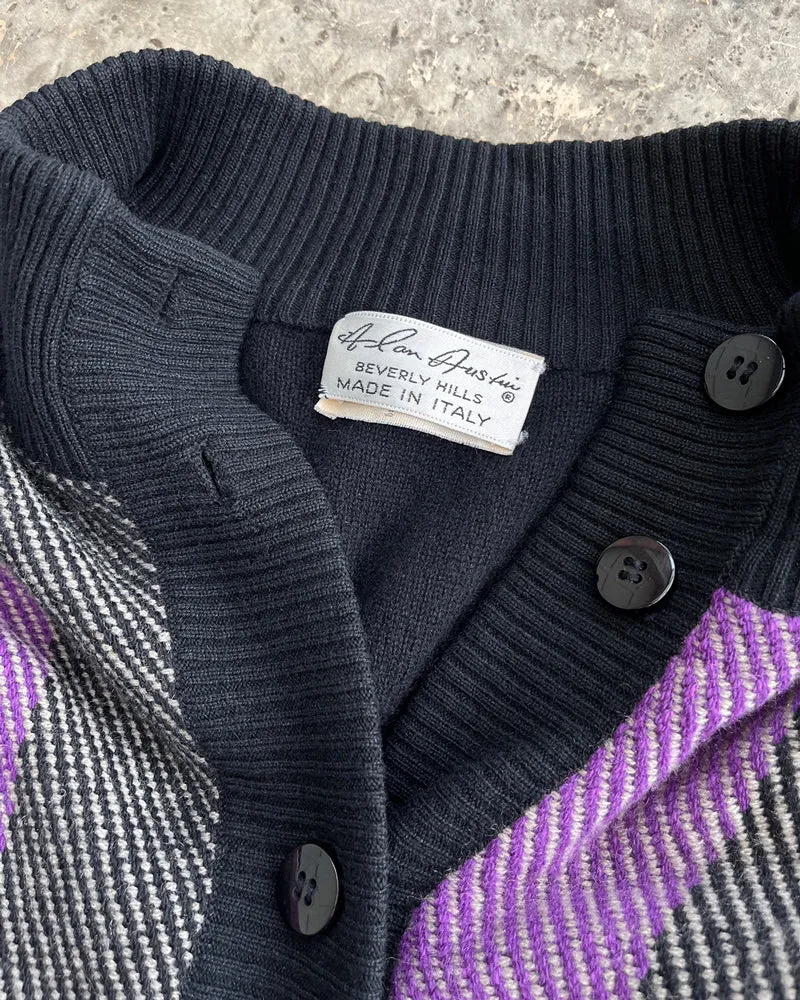 Alan Austin
BEVERLY HILLS ®
MADE IN ITALY